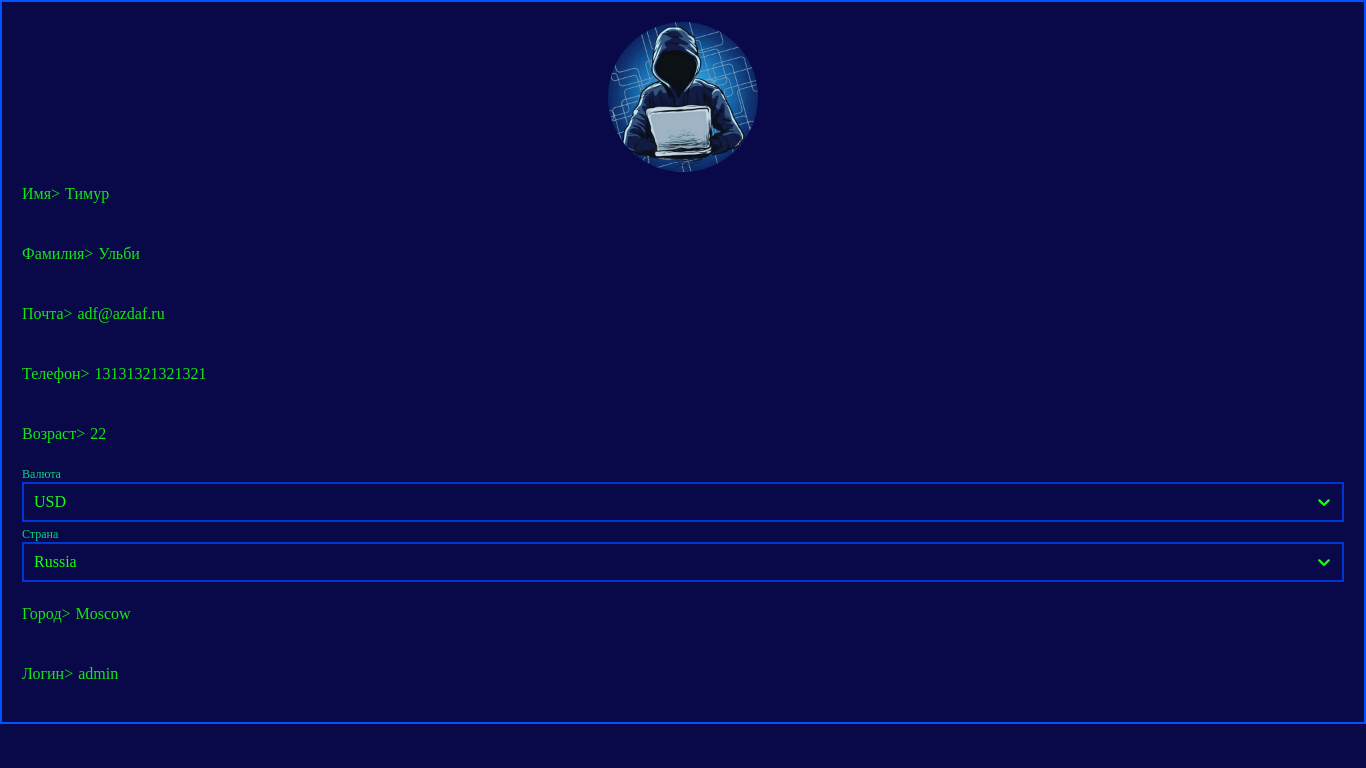 Имя> Тимур
Фамилия> Ульби
Почта> adf@azdaf.ru
Телефон> 13131321321321
Возраст> 22
Валюта
USD
Страна
Russia
Город> Moscow
Логин> admin